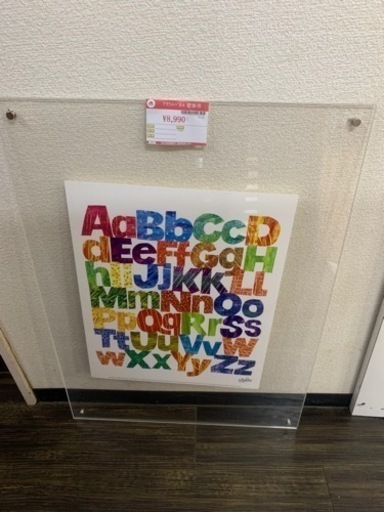 ¥8,990
AaBbCcD
dEeFfGgH
hIiJjKkLL
MmNnOo
PpQqRrSs
TtUuVvW
wXxYyZz